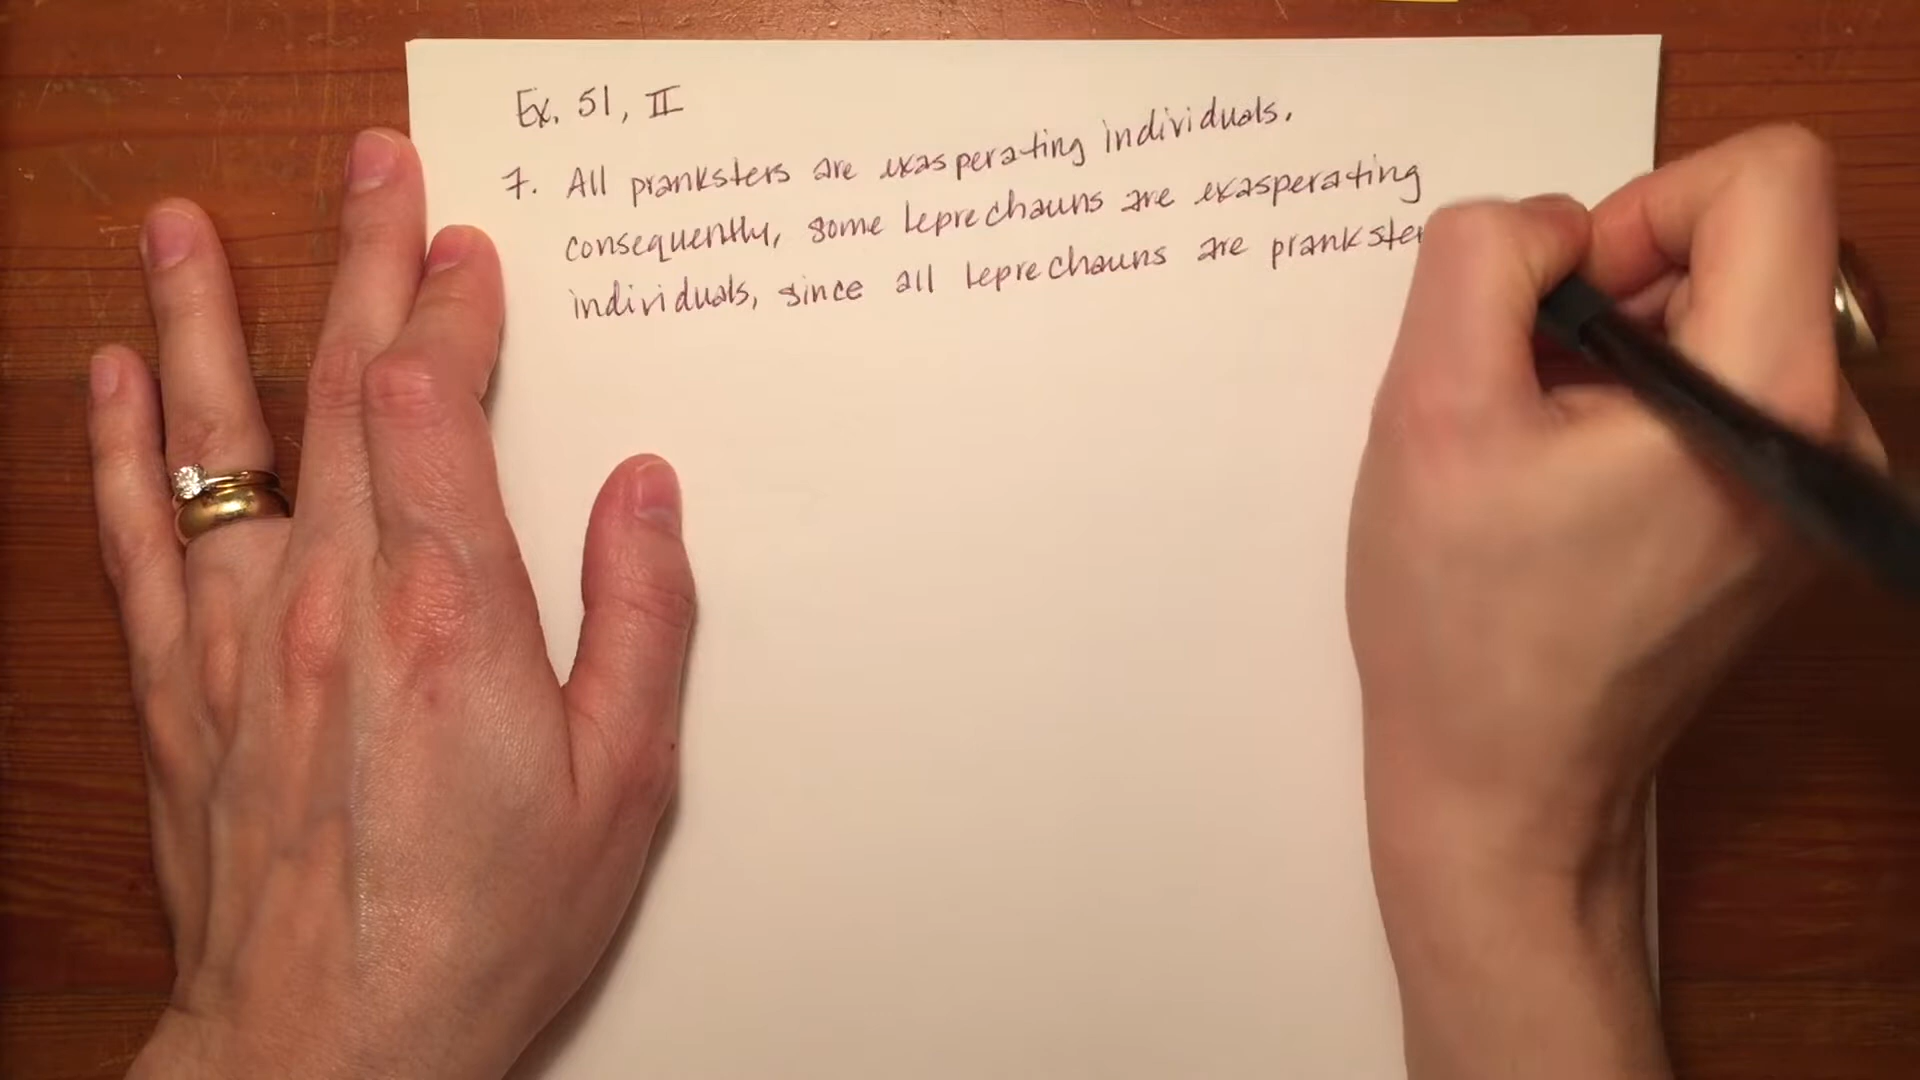 Ex. 51, II
7. All pranksters are exasperating individuals.
consequently, some leprechauns are exasperating
individuals, since all leprechauns are prankster